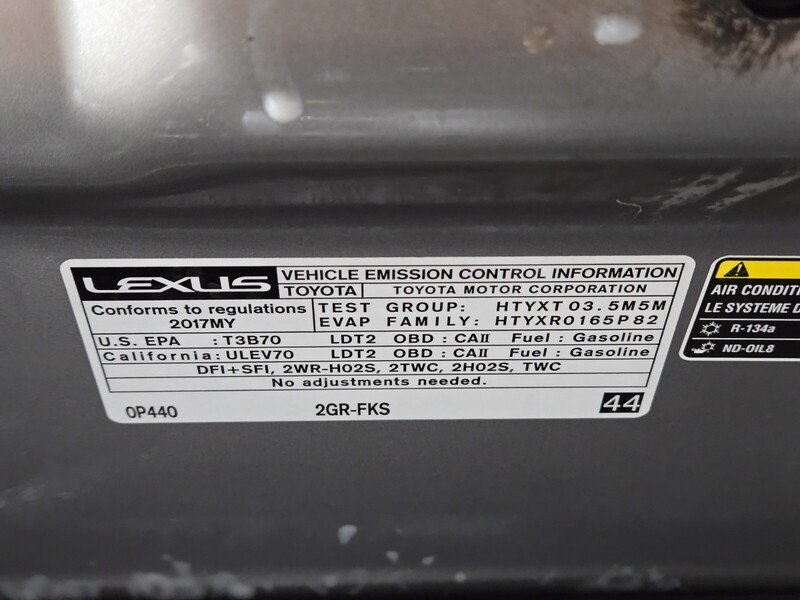 LEXUS VEHICLE EMISSION CONTROL INFORMATION
TOYOTA TOYOTA MOTOR CORPORATION
Conforms to regulations 2017MY
TEST GROUP: HTYXT03.5M5M
EVAP FAMILY: HTYXR0165P82
U.S. EPA : T3B70 LDT2 OBD : CAII Fuel : Gasoline
California: ULEV70 LDT2 OBD : CAII Fuel : Gasoline
DFI+SFI, 2WR-HO2S, 2TWC, 2HO2S, TWC
No adjustments needed.
0P440 2GR-FKS 44
AIR CONDITI
LE SYSTEME D
R-134a
ND-OIL8